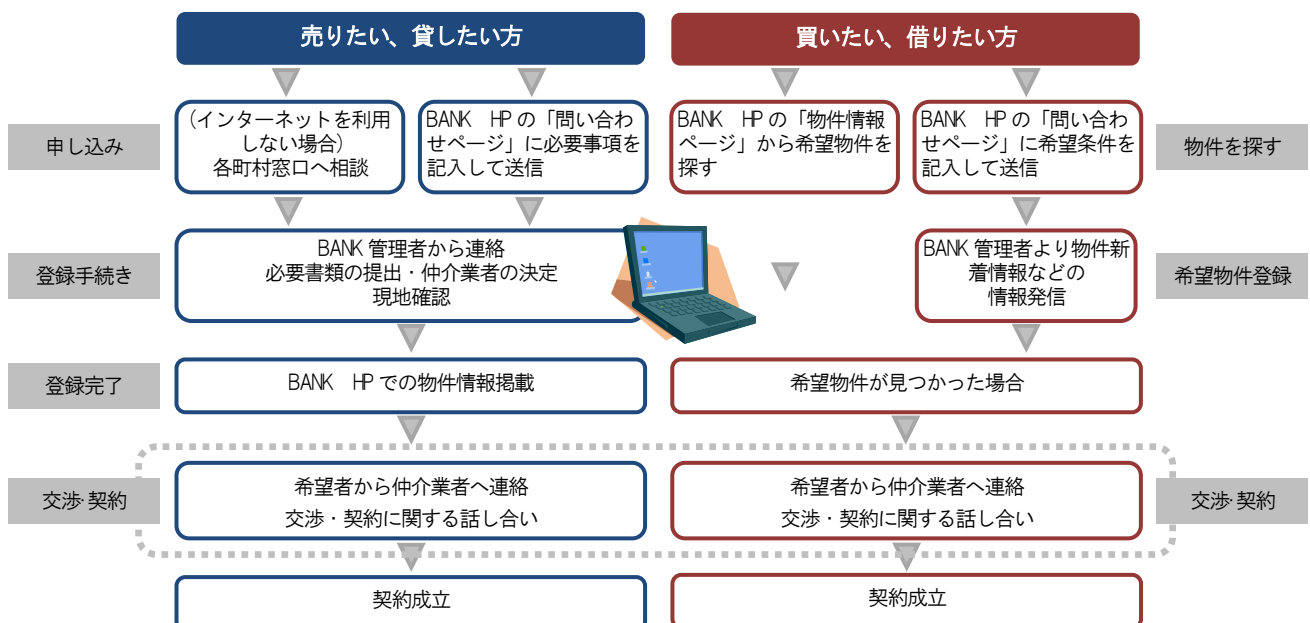 売りたい、貸したい方
買いたい、借りたい方
申し込み
(インターネットを利用
しない場合)
各町村窓口へ相談
BANK HP の「問い合わ
せページ」に必要事項を
記入して送信
BANK HP の「物件情報
ページ」から希望物件を
探す
BANK HP の「問い合わ
せページ」に希望条件を
記入して送信
物件を探す
登録手続き
BANK 管理者から連絡
必要書類の提出・仲介業者の決定
現地確認
BANK 管理者より物件新
着情報などの
情報発信
希望物件登録
登録完了
BANK HP での物件情報掲載
希望物件が見つかった場合
交渉・契約
希望者から仲介業者へ連絡
交渉・契約に関する話し合い
希望者から仲介業者へ連絡
交渉・契約に関する話し合い
交渉・契約
契約成立
契約成立